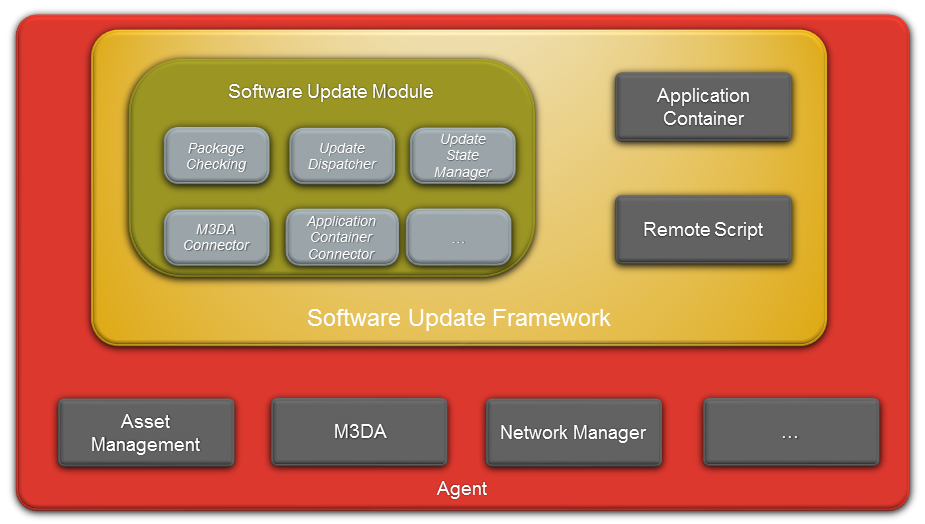 Software Update Module
Package
Checking
Update
Dispatcher
Update
State
Manager
M3DA
Connector
Application
Container
Connector
...
Application
Container
Remote Script
Software Update Framework
Asset
Management
M3DA
Network Manager
...
Agent